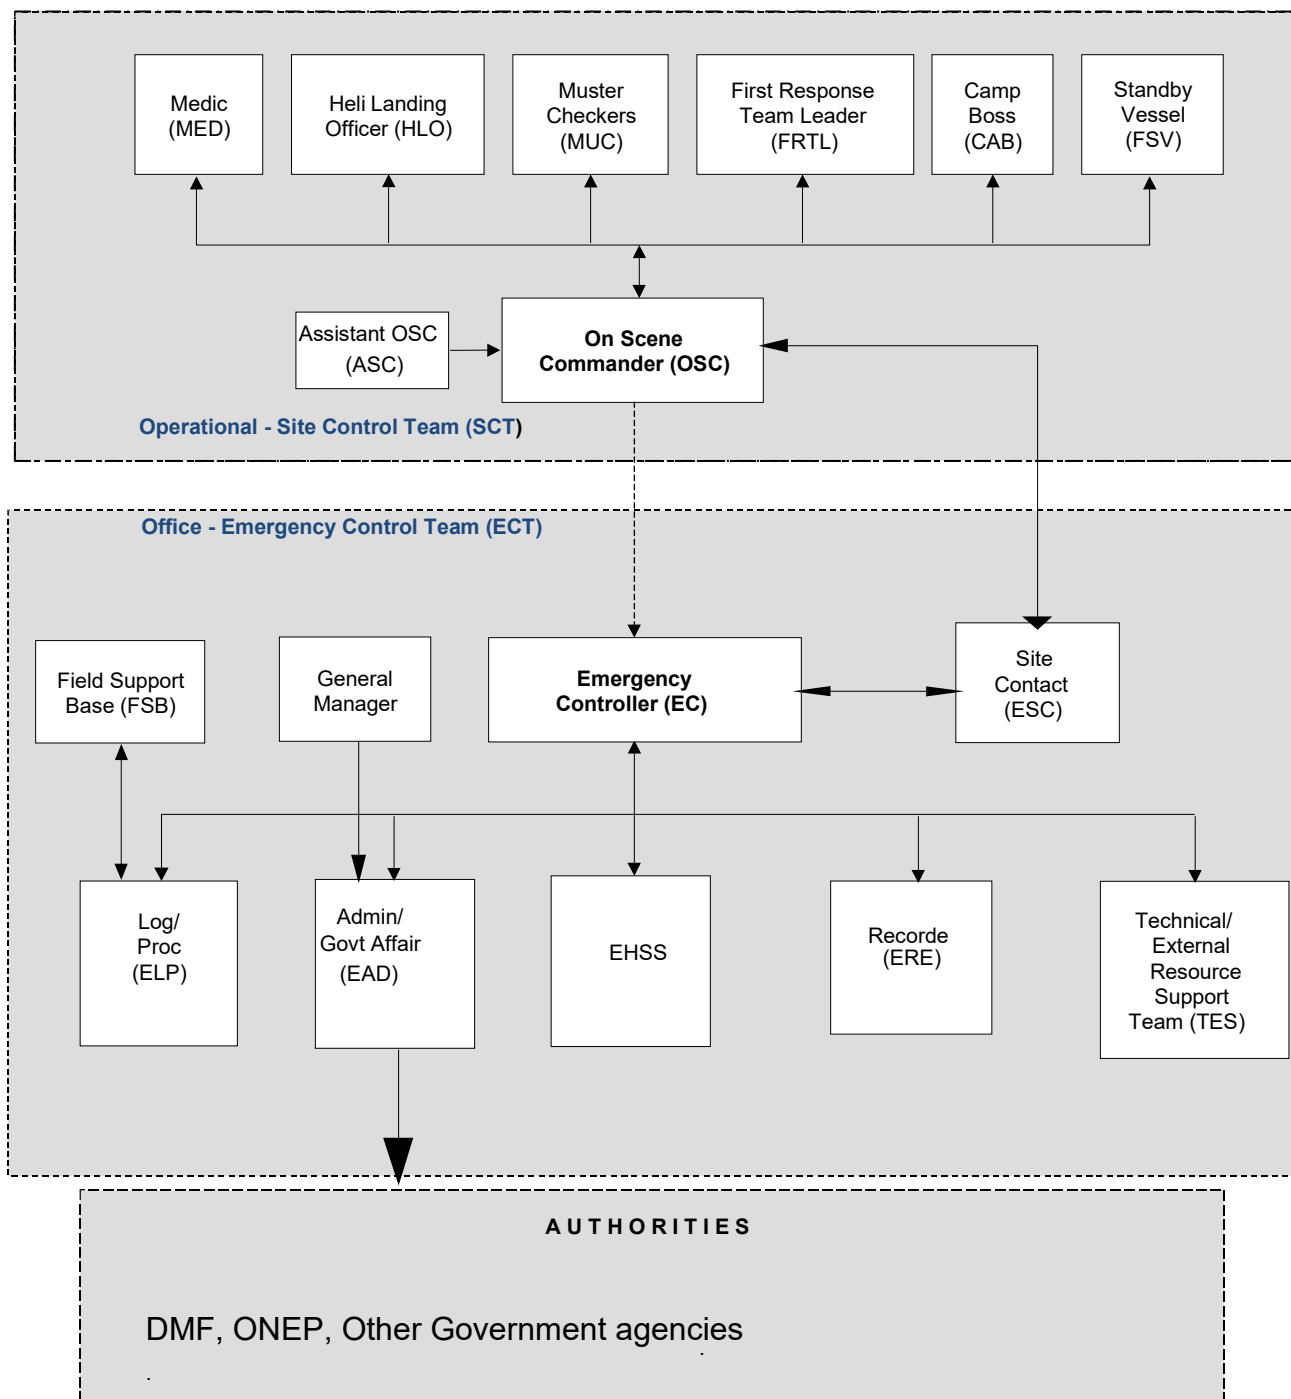 Medic
(MED)
Heli Landing
Officer (HLO)
Muster
Checkers
(MUC)
First Response
Team Leader
(FRTL)
Camp
Boss
(CAB)
Standby
Vessel
(FSV)
Assistant OSC
(ASC)
On Scene
Commander (OSC)
Operational - Site Control Team (SCT)
Office - Emergency Control Team (ECT)
Field Support
Base (FSB)
General
Manager
Emergency
Controller (EC)
Site
Contact
(ESC)
Log/
Proc
(ELP)
Admin/
Govt Affair
(EAD)
EHSS
Recorde
(ERE)
Technical/
External
Resource
Support
Team (TES)
AUTHORITIES
DMF, ONEP, Other Government agencies
.
.